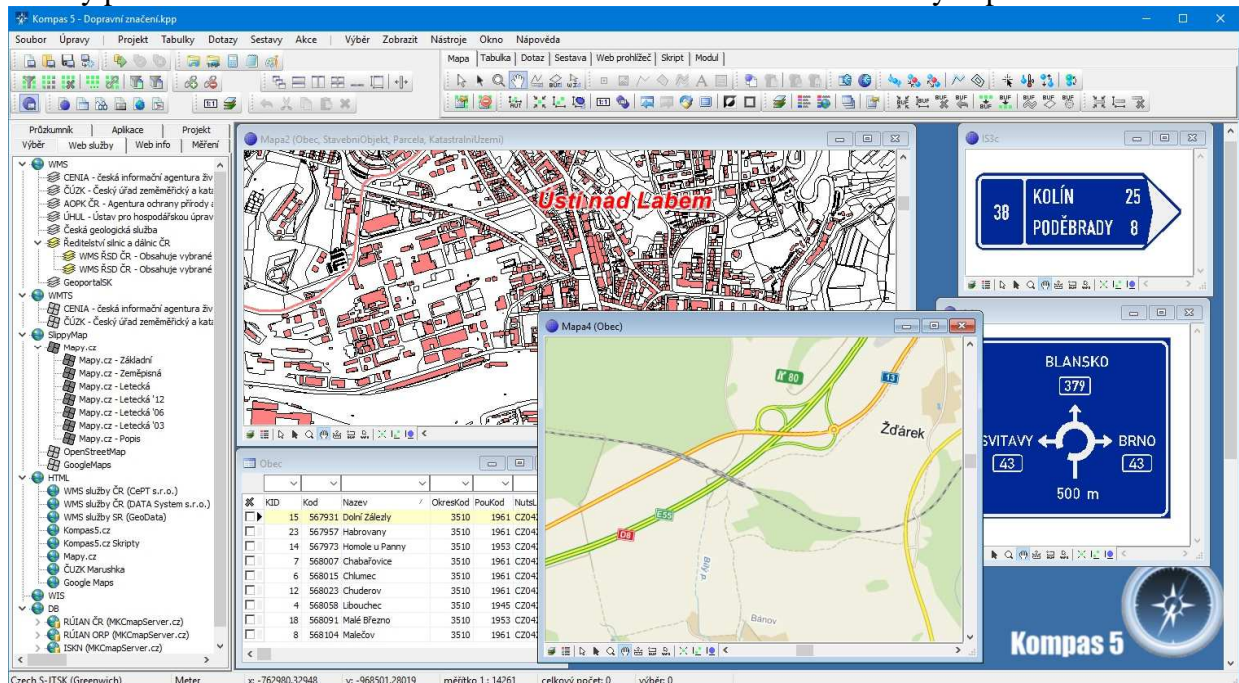 Kompas 5 - Dopravní značení.kpp
Soubor Úpravy | Projekt Tabulky Dotazy Sestavy Akce | Výběr Zobrazit Nástroje Okno Nápověda
Mapa Tabulka Dotaz Sestava Web prohlížeč Skript Modul
Průzkumník Aplikace Projekt
Výběr Web služby Web info Měření
WMS
CENIA - česká informační agentura živ
ČÚZK - Český úřad zeměměřický a kata
AOPK ČR - Agentura ochrany přírody a
ÚHUL - Ústav pro hospodářskou úprav
Česká geologická služba
Ředitelství silnic a dálnic ČR
WMS ŘSD ČR - Obsahuje vybrané
WMS ŘSD ČR - Obsahuje vybrané
GeoportalSK
WMTS
CENIA - česká informační agentura živ
ČÚZK - Český úřad zeměměřický a kata
SlippyMap
Mapy.cz
Mapy.cz - Základní
Mapy.cz - Zeměpisná
Mapy.cz - Letecká
Mapy.cz - Letecká '12
Mapy.cz - Letecká '06
Mapy.cz - Letecká '03
Mapy.cz - Popis
OpenStreetMap
GoogleMaps
HTML
WMS služby ČR (CePT s.r.o.)
WMS služby ČR (DATA System s.r.o.)
WMS služby SR (GeoData)
Kompas5.cz
Kompas5.cz Skripty
Mapy.cz
ČUZK Marushka
Google Maps
WIS
DB
RÚIAN ČR (MKCmapServer.cz)
RÚIAN ORP (MKCmapServer.cz)
ISKN (MKCmapServer.cz)
Mapa2 (Obec, StavebniObjekt, Parcela, KatastralniUzemi)
Ústí nad Labem
IS3c
38
KOLÍN 25
PODĚBRADY 8
BLANSKO
379
SVITAVY BRNO
43 43
500 m
Mapa4 (Obec)
80
13
Žďárek
E55
D8
Bílý p.
Bánov
Obec
KID Kod Nazev OkresKod PouKod NutsL
15 567931 Dolní Zálezly 3510 1961 CZ042
23 567957 Habrovany 3510 1961 CZ042
14 567973 Homole u Panny 3510 1953 CZ042
7 568007 Chabařovice 3510 1961 CZ042
6 568015 Chlumec 3510 1961 CZ042
12 568023 Chuderov 3510 1961 CZ042
4 568058 Libouchec 3510 1945 CZ042
18 568091 Malé Březno 3510 1953 CZ042
8 568104 Malečov 3510 1961 CZ042
Kompas 5
Czech S-JTSK (Greenwich) Meter x: -762980,32948 y: -968501,28019 měřítko 1 : 14261 celkový počet: 0 výběr: 0